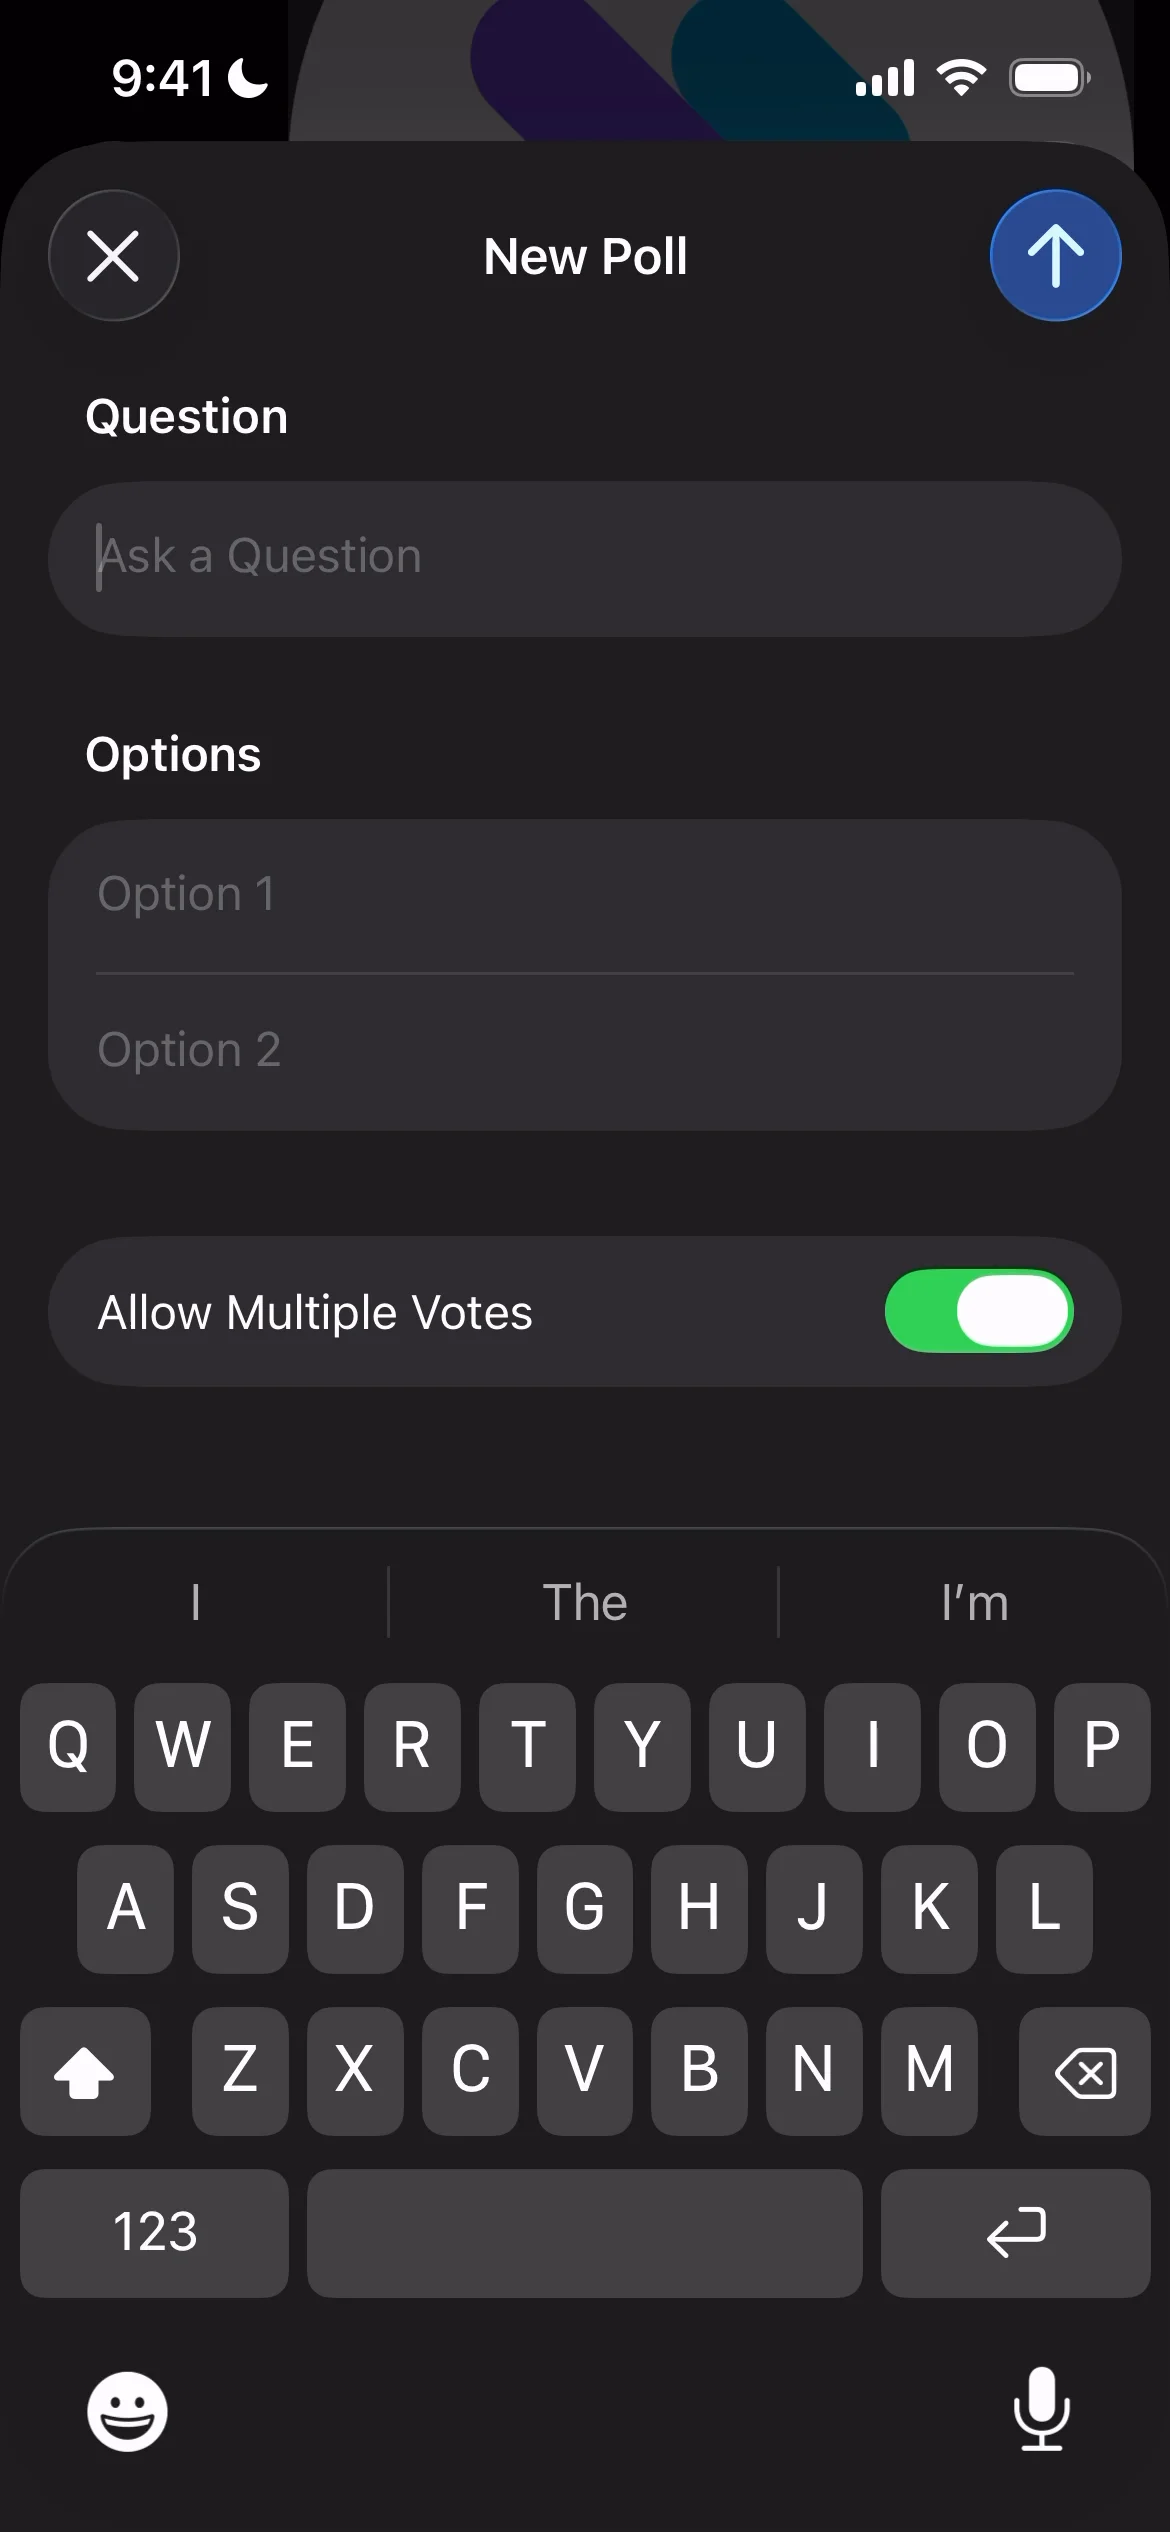 9:41
New Poll
Question
Ask a Question
Options
Option 1
Option 2
Allow Multiple Votes
I The I’m
Q W E R T Y U I O P
A S D F G H J K L
Z X C V B N M
123